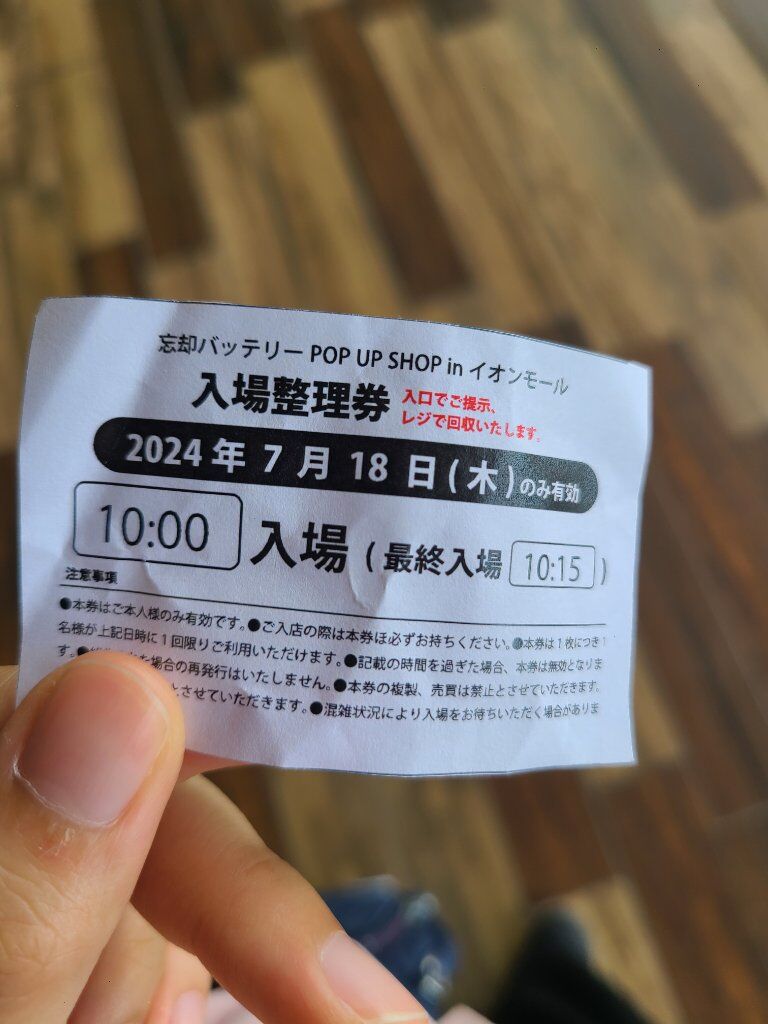 忘却バッテリー POP UP SHOP in イオンモール
入場整理券
入口でご提示、
レジで回収いたします。
2024 年 7 月 18 日 (木) のみ有効
10:00 入場 ( 最終入場 10:15 )
注意事項
●本券はご本人様のみ有効です。●ご入店の際は本券ほ必ずお持ちください。●本券は1枚につき1
名様が上記日時に1回限りご利用いただけます。●記載の時間を過ぎた場合、本券は無効となりま
す。● 場合の再発行はいたしません。●本券の複製、売買は禁止とさせていただきます。
とさせていただきます。●混雑状況により入場をお待ちいただく場合がありま